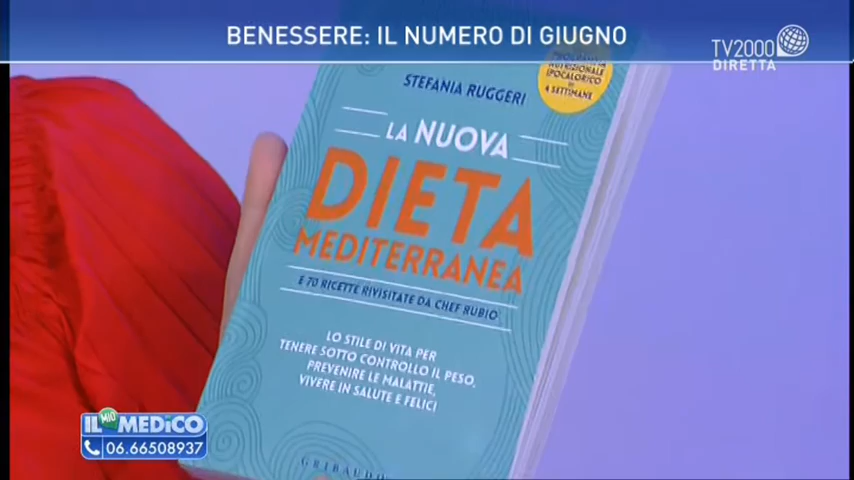 BENESSERE: IL NUMERO DI GIUGNO
TV2000
DIRETTA
STEFANIA RUGGERI
PROGRAMMA
NUTRIZIONALE
IPOCALORICO
4 SETTIMANE
LA NUOVA
DIETA
MEDITERRANEA
E 70 RICETTE RIVISITATE DA CHEF RUBIO
LO STILE DI VITA PER
TENERE SOTTO CONTROLLO IL PESO,
PREVENIRE LE MALATTIE,
VIVERE IN SALUTE E FELICI
GRIBAUDO
IL MIO MEDICO
06.66508937